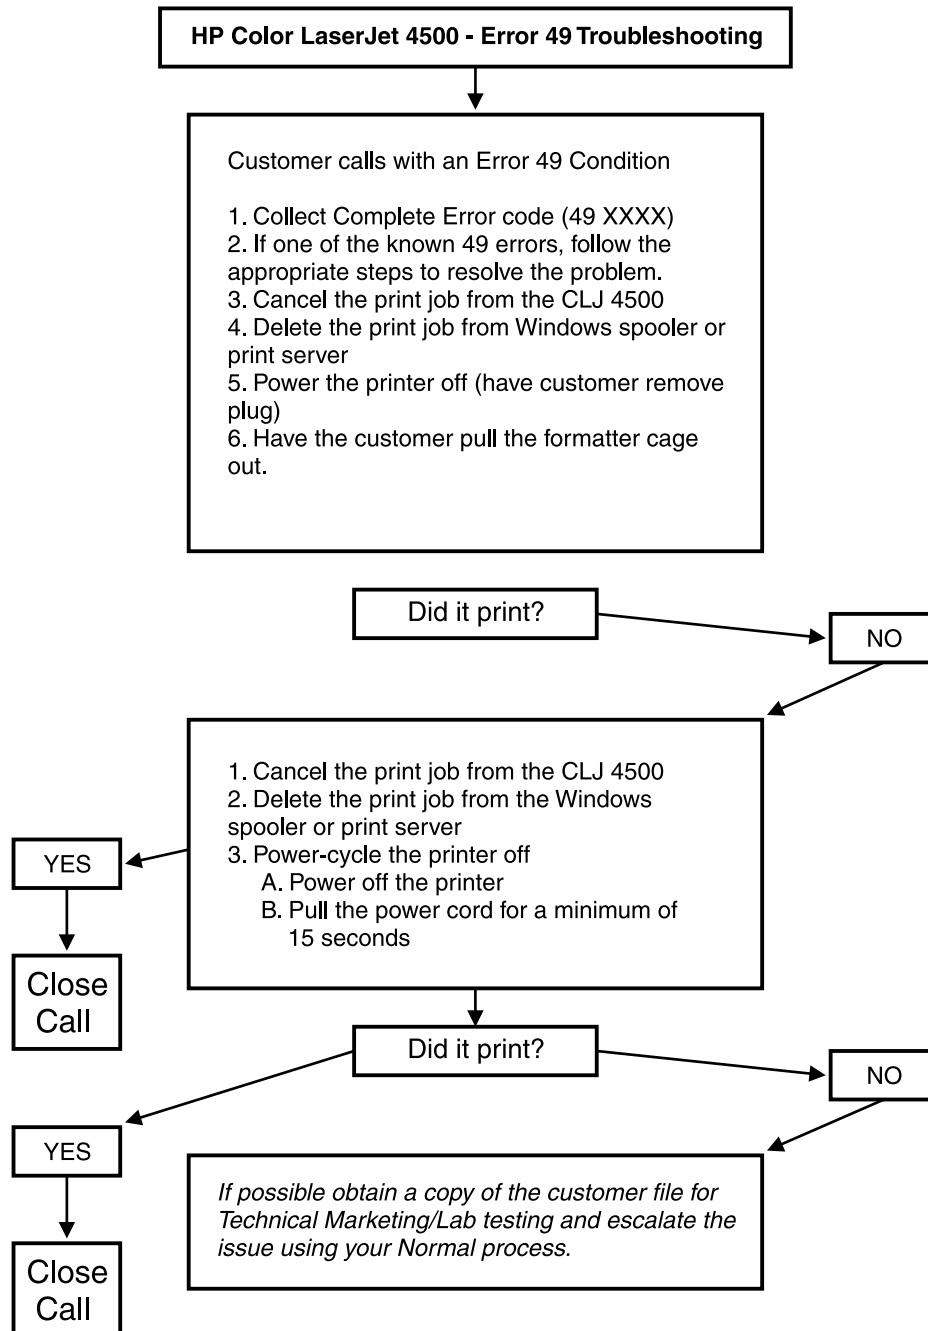 HP Color LaserJet 4500 - Error 49 Troubleshooting
Customer calls with an Error 49 Condition
1. Collect Complete Error code (49 XXXX)
2. If one of the known 49 errors, follow the
appropriate steps to resolve the problem.
3. Cancel the print job from the CLJ 4500
4. Delete the print job from Windows spooler or
print server
5. Power the printer off (have customer remove
plug)
6. Have the customer pull the formatter cage
out.
Did it print?
NO
1. Cancel the print job from the CLJ 4500
2. Delete the print job from the Windows
spooler or print server
3. Power-cycle the printer off
A. Power off the printer
B. Pull the power cord for a minimum of
15 seconds
YES
Close
Call
Did it print?
NO
YES
If possible obtain a copy of the customer file for
Technical Marketing/Lab testing and escalate the
issue using your Normal process.
Close
Call